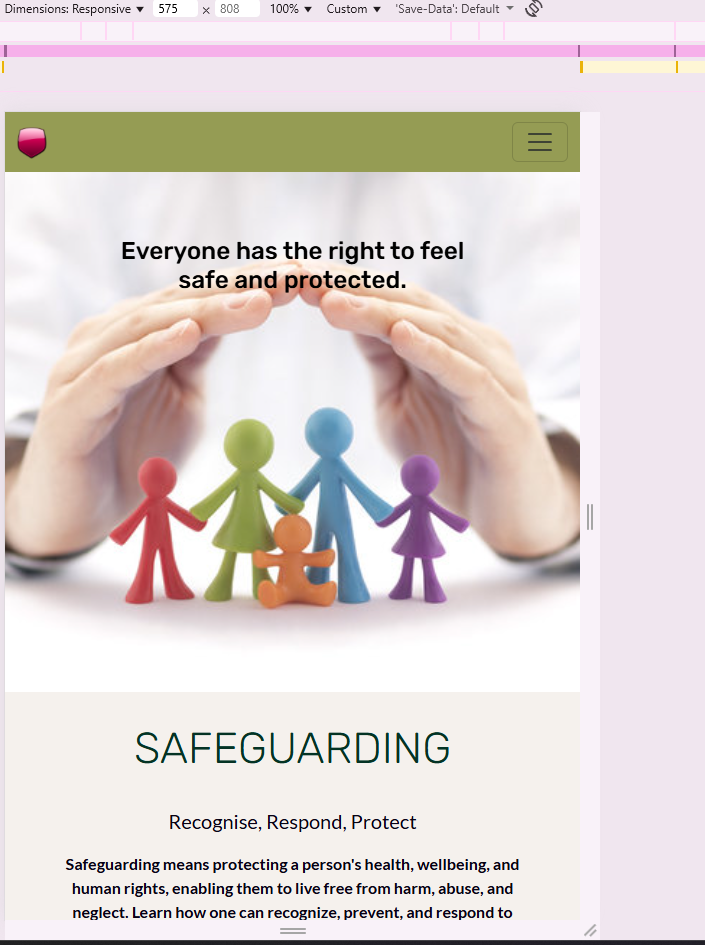 Dimensions: Responsive ▼ 575 × 808 100% ▼ Custom ▼ 'Save-Data': Default ▼
Everyone has the right to feel
safe and protected.
SAFEGUARDING
Recognise, Respond, Protect
Safeguarding means protecting a person's health, wellbeing, and
human rights, enabling them to live free from harm, abuse, and
neglect. Learn how one can recognize, prevent, and respond to